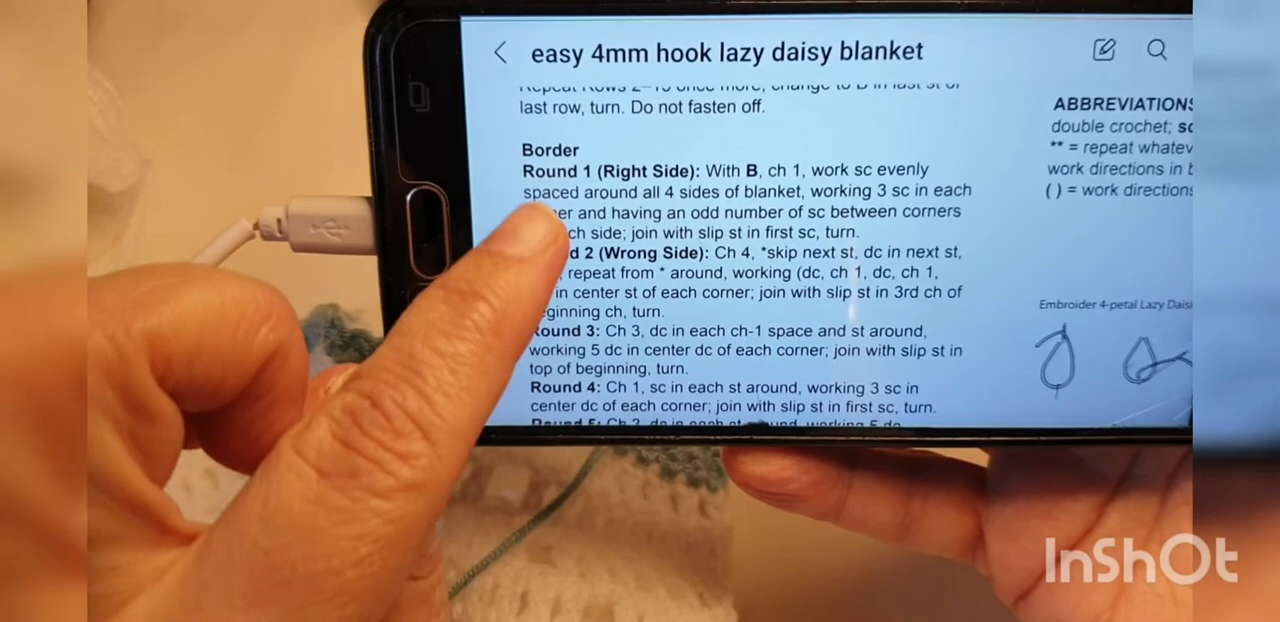 easy 4mm hook lazy daisy blanket
last row, turn. Do not fasten off.
Border
Round 1 (Right Side): With B, ch 1, work sc evenly
spaced around all 4 sides of blanket, working 3 sc in each
and having an odd number of sc between corners
side; join with slip st in first sc, turn.
2 (Wrong Side): Ch 4, *skip next st, dc in next st,
repeat from * around, working (dc, ch 1, dc, ch 1,
in center st of each corner; join with slip st in 3rd ch of
ch, turn.
Round 3: Ch 3, dc in each ch-1 space and st around,
working 5 dc in center dc of each corner; join with slip st in
top of beginning, turn.
Round 4: Ch 1, sc in each st around, working 3 sc in
center dc of each corner; join with slip st in first sc, turn.
ABBREVIATIONS
double crochet;
** = repeat
work directions in
( ) = work directions
Embroider 4-petal Lazy
InShOt